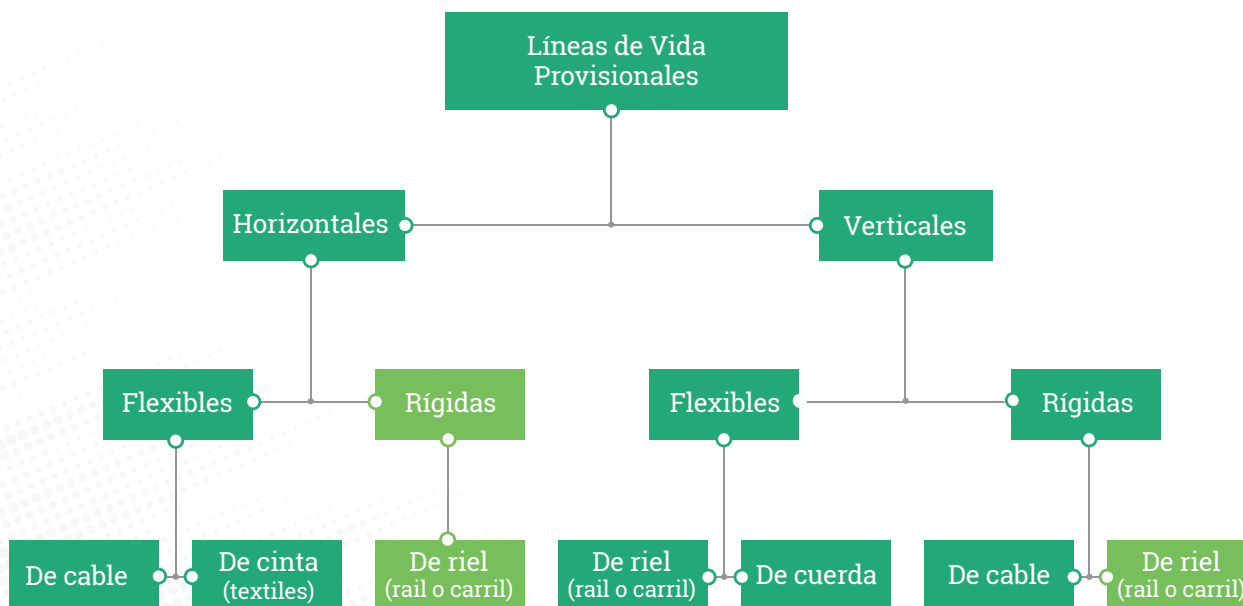 Líneas de Vida
Provisionales
Horizontales
Verticales
Flexibles
Rígidas
Flexibles
Rígidas
De cable
De cinta
(textiles)
De riel
(rail o carril)
De riel
(rail o carril)
De cuerda
De cable
De riel
(rail o carril)